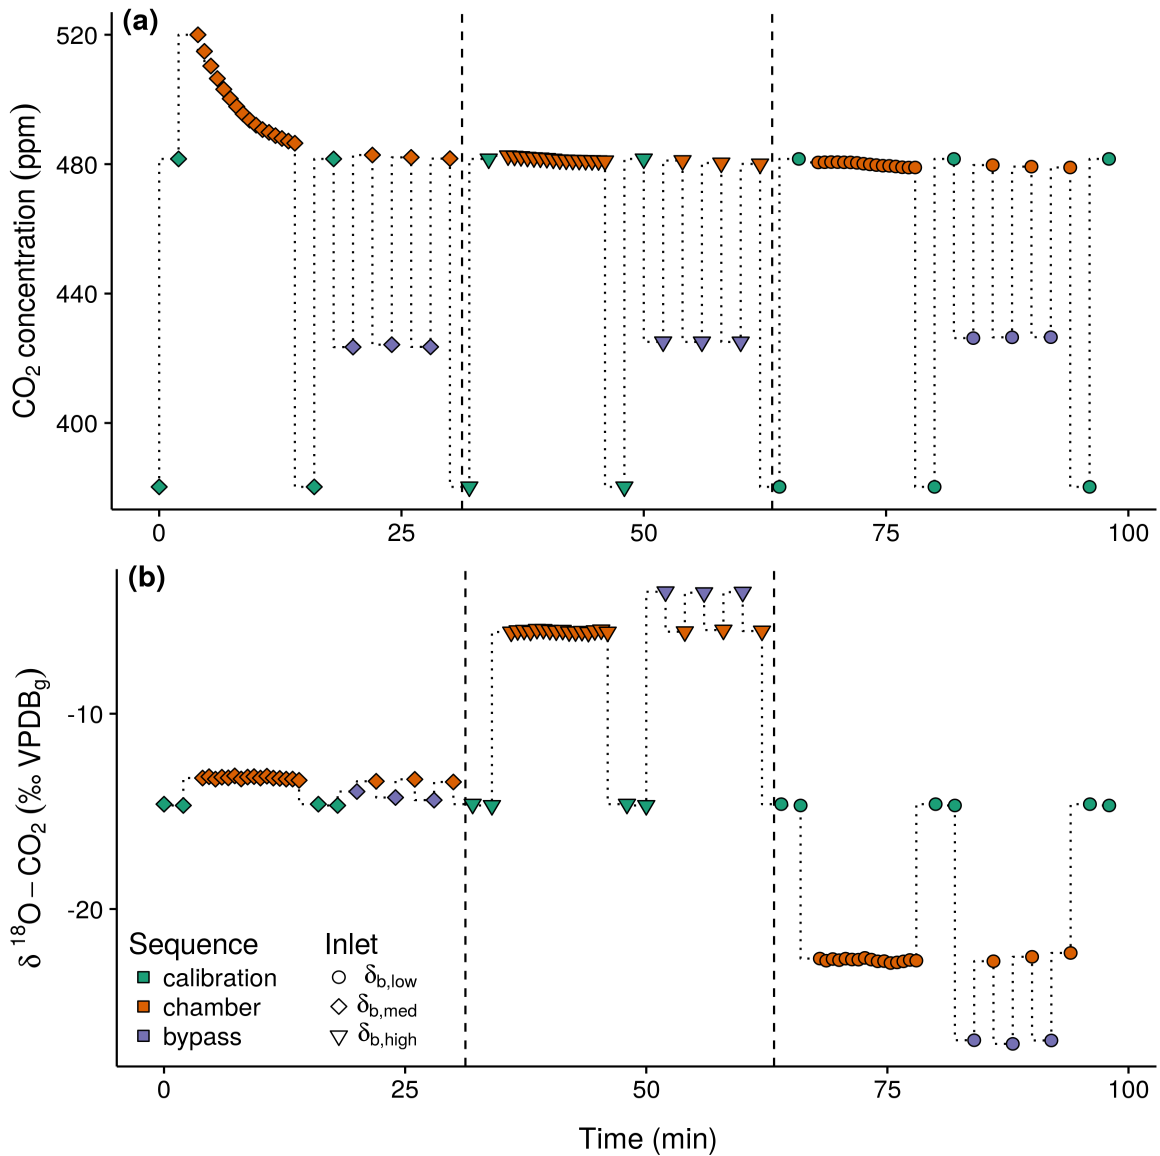 (a)
520
480
440
400
CO2 concentration (ppm)
0 25 50 75 100
(b)
-10
-20
δ 18O − CO2 (‰ VPDBg)
Sequence
calibration
chamber
bypass
Inlet
δb,low
δb,med
δb,high
0 25 50 75 100
Time (min)